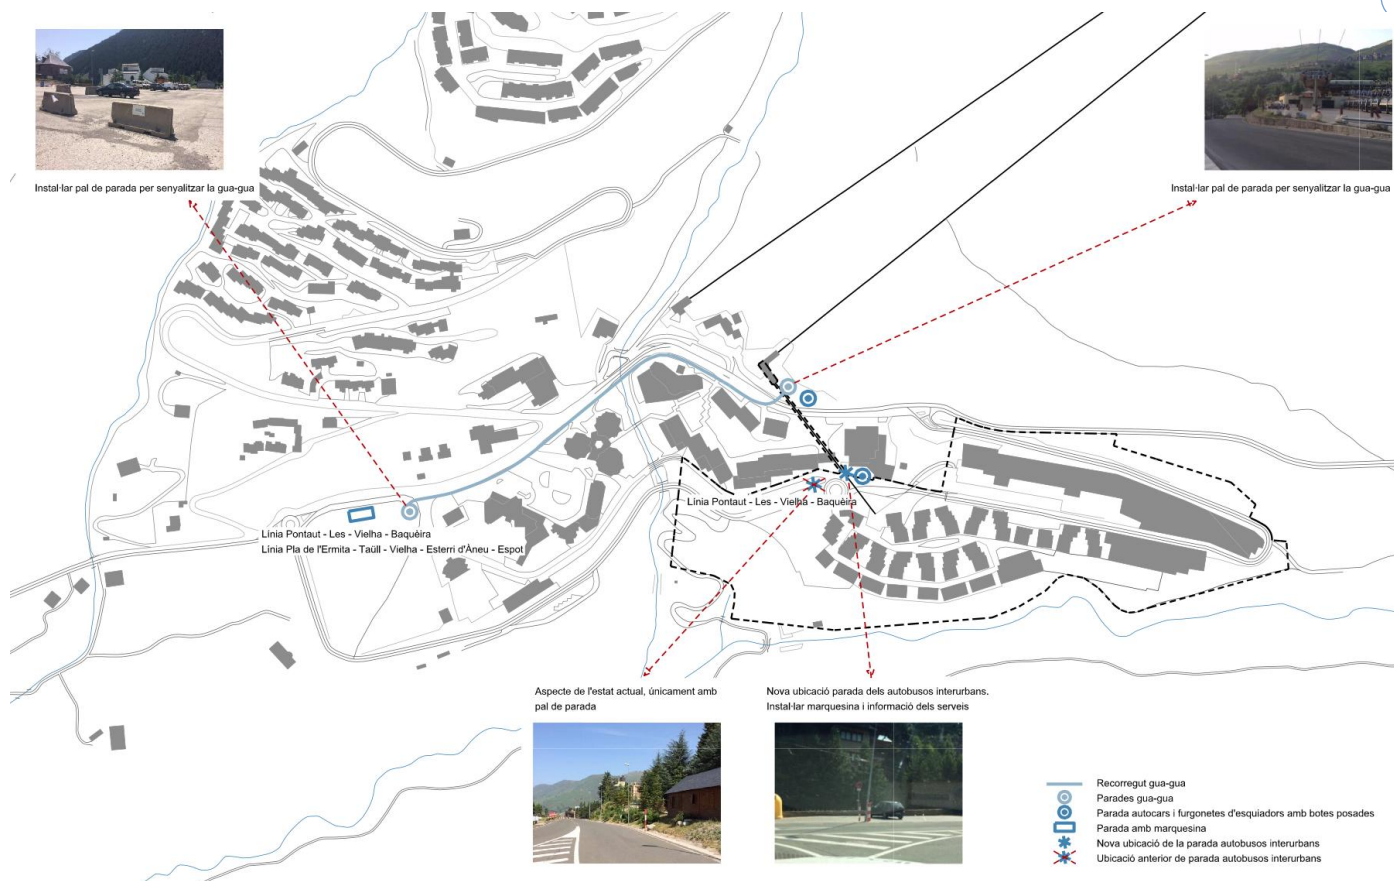 Instal·lar pal de parada per senyalitzar la gua-gua
Instal·lar pal de parada per senyalitzar la gua-gua
Línia Pontaut - Les - Vielha - Baquèira
Línia Pontaut - Les - Vielha - Baquèira
Línia Pla de l'Ermita - Taüll - Vielha - Esterri d'Àneu - Espot
Aspecte de l'estat actual, únicament amb
pal de parada
Nova ubicació parada dels autobusos interurbans.
Instal·lar marquesina i informació dels serveis
Recorregut gua-gua
Parades gua-gua
Parada autocars i furgonetes d'esquiadors amb botes posades
Parada amb marquesina
Nova ubicació de la parada autobusos interurbans
Ubicació anterior de parada autobusos interurbans